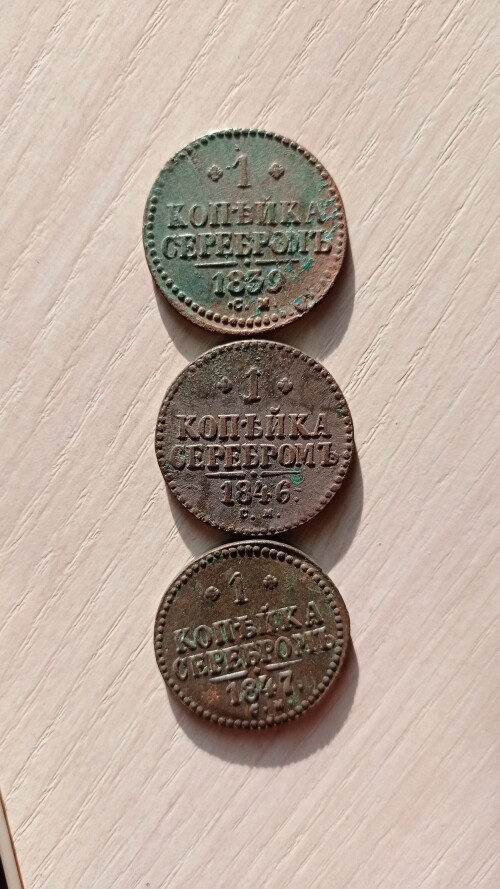 1
КОПѢЙКА
СЕРЕБРОМЪ
1839
С. М.
1
КОПѢЙКА
СЕРЕБРОМЪ
1846.
С. М.
1
КОПѢЙКА
СЕРЕБРОМЪ
1847.
С. М.